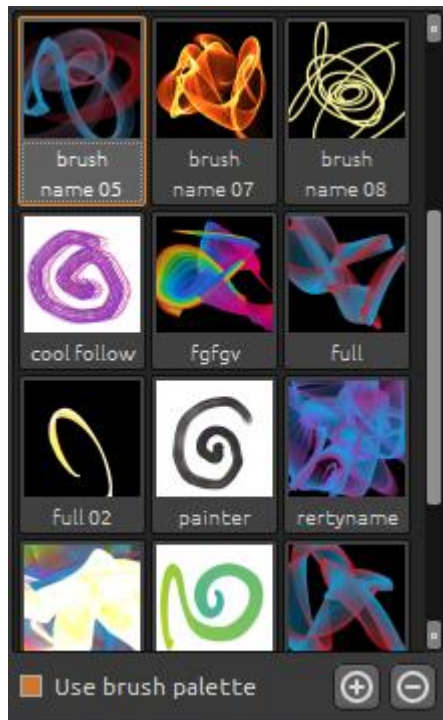 brush
name 05
brush
name 07
brush
name 08
cool follow
fgfgv
full
full 02
painter
rertyname
Use brush palette